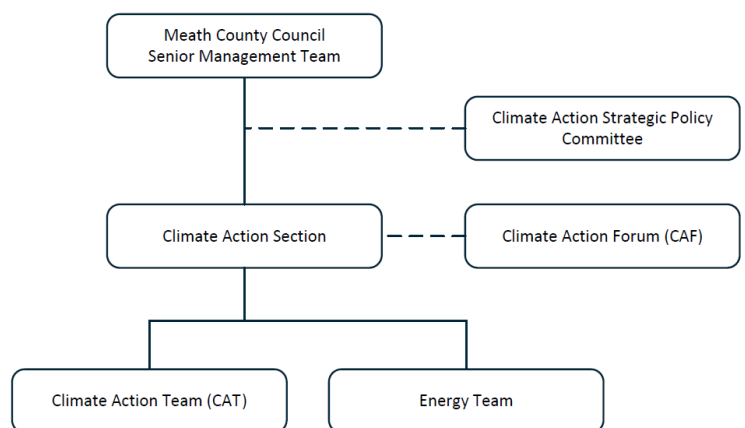 Meath County Council
Senior Management Team
Climate Action Strategic Policy
Committee
Climate Action Section
Climate Action Forum (CAF)
Climate Action Team (CAT)
Energy Team